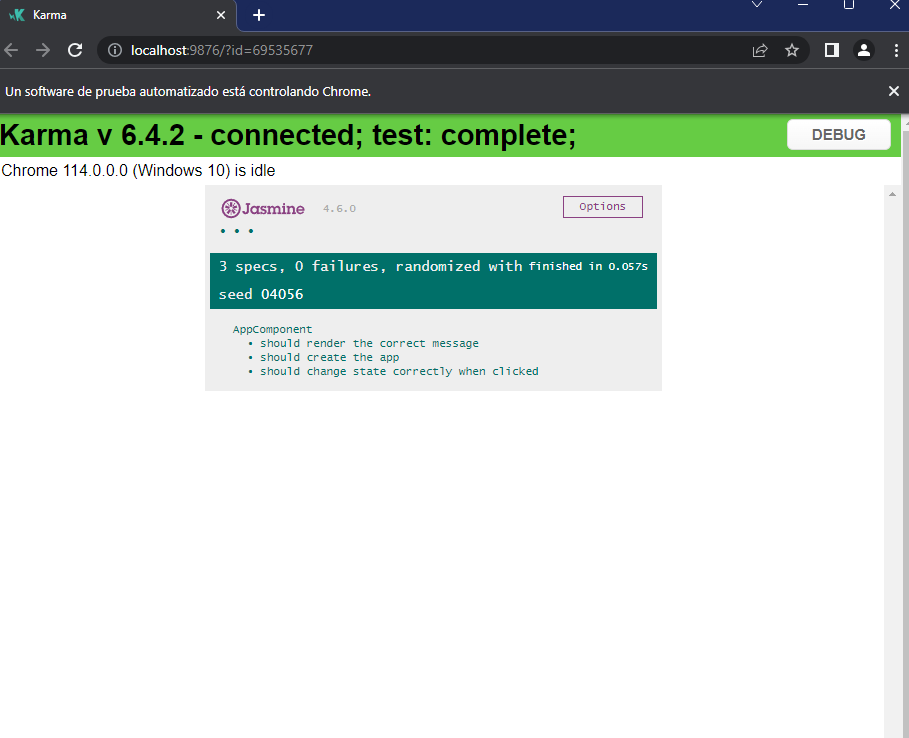 Karma
localhost:9876/?id=69535677
Un software de prueba automatizado está controlando Chrome.
Karma v 6.4.2 - connected; test: complete;
DEBUG
Chrome 114.0.0.0 (Windows 10) is idle
Jasmine 4.6.0
Options
3 specs, 0 failures, randomized with finished in 0.057s
seed 04056
AppComponent
• should render the correct message
• should create the app
• should change state correctly when clicked